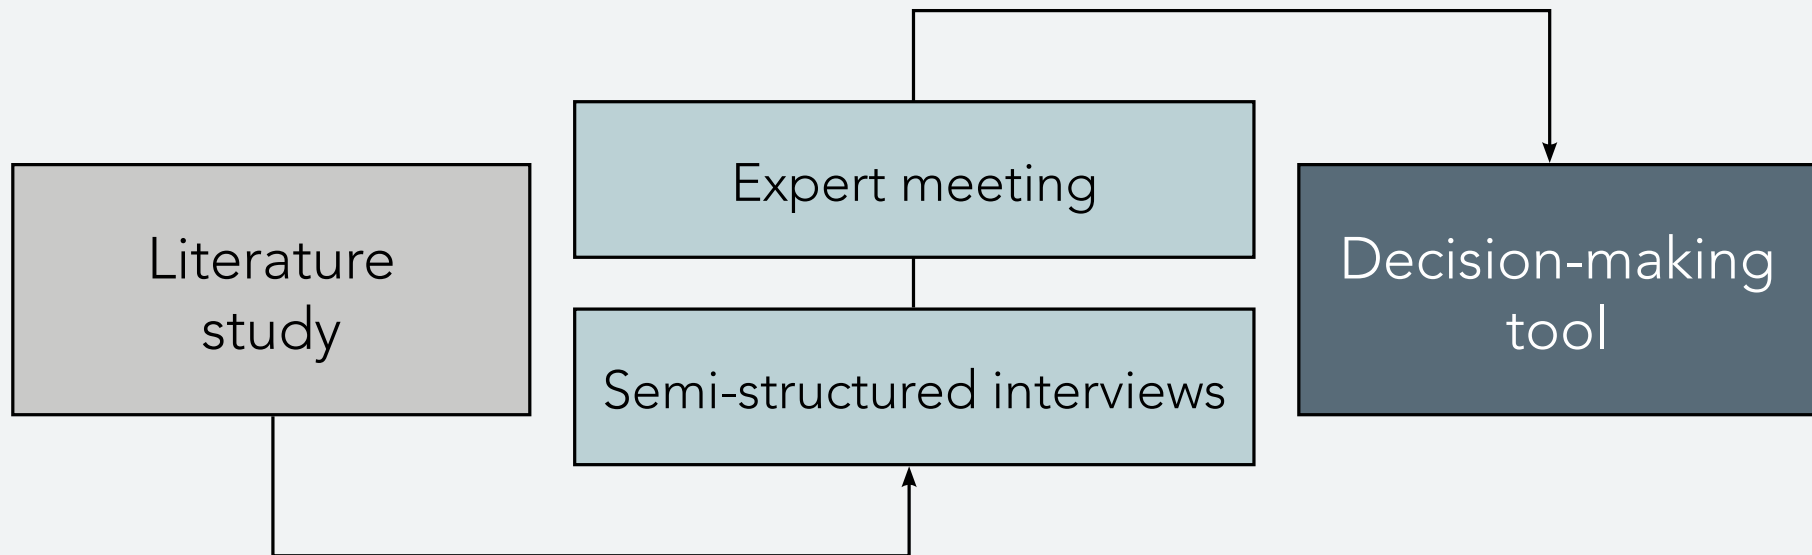 Literature
study
Expert meeting
Semi-structured interviews
Decision-making
tool